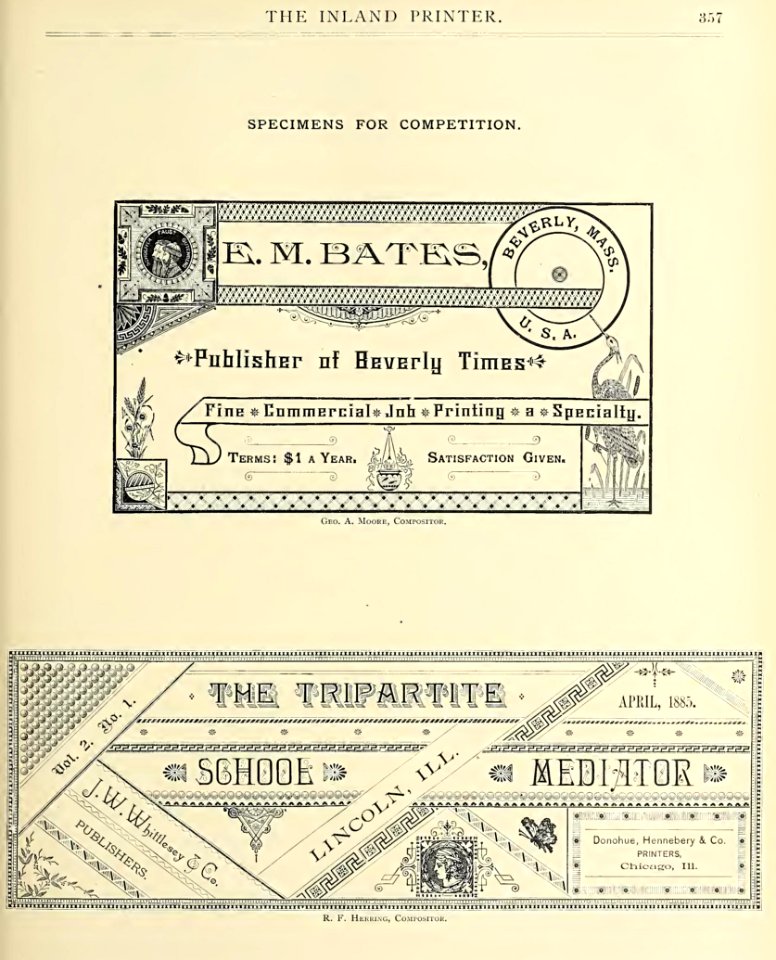 THE INLAND PRINTER.
357
SPECIMENS FOR COMPETITION.
FAUST
E. M. BATES,
BEVERLY, MASS.
U. S. A.
Publisher of Beverly Times
Fine * Commercial * Job * Printing * a * Specialty.
TERMS: $1 A YEAR.
SATISFACTION GIVEN.
GEO. A. MOORE, COMPOSITOR.
Vol. 2. No. 1.
THE TRIPARTITE
APRIL, 1885.
SCHOOL
MEDIATOR
LINCOLN, ILL.
J. W. Whittlesey & Co.
PUBLISHERS.
Donohue, Hennebery & Co.
PRINTERS,
Chicago, Ill.
R. F. HERRING, COMPOSITOR.